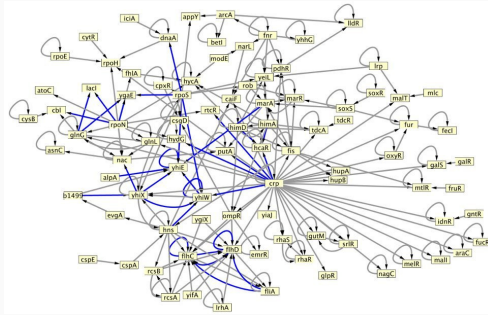 iciA
appY
arcA
lldR
cytR
dnaA
fnr
rpoE
rpoH
betI
narL
yhhG
modE
pdhR
fhlA
hycA
yeiL
lrp
cpxR
rob
atoC
lacI
rpoS
caiF
marR
soxR
malT
mlc
ygaE
rtcR
marA
soxS
cbl
rpoN
csgD
himD
himA
tdcR
fur
fecI
cysB
glnG
glnL
hydG
tdcA
asnC
nac
putA
hcaR
fis
oxyR
yhiE
hupA
galS
galR
alpA
crp
hupB
b1499
yhiX
yhiW
mtlR
fruR
evgA
ygiX
ompR
yiaJ
idnR
gntR
hns
rhaS
gutM
srlR
fucR
cspE
cspA
flhC
flhD
emrR
rhaR
araC
rcsB
glpR
nagC
melR
malI
rcsA
yifA
fliA
lrhA